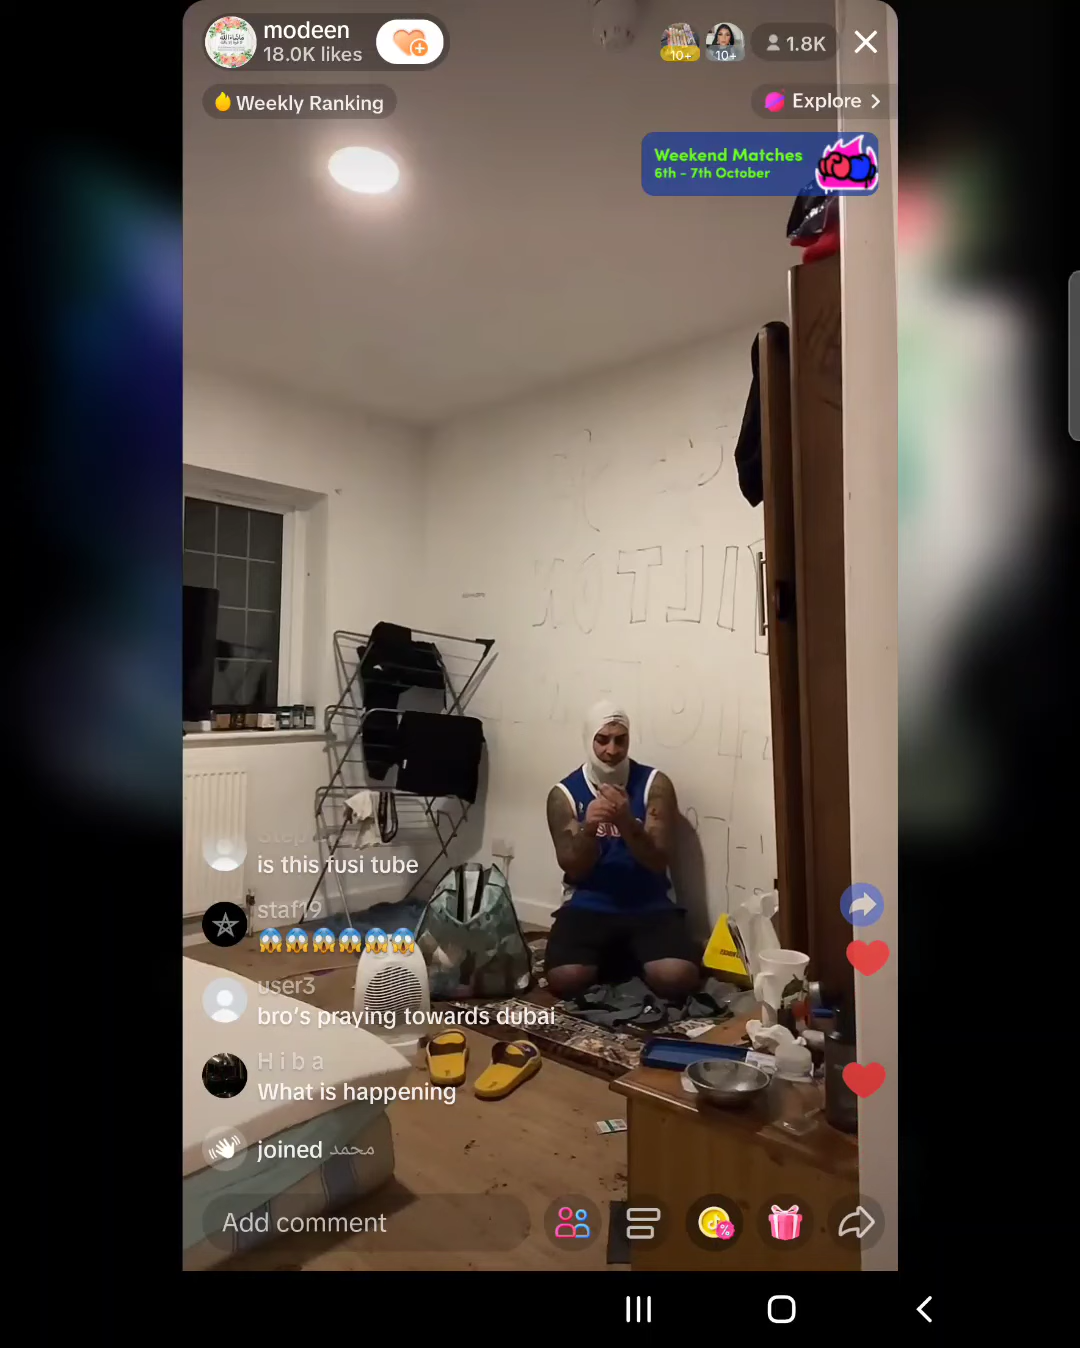 modeen
18.0K likes
10+
10+
1.8K
Weekly Ranking
Explore
Weekend Matches
6th - 7th October
is this fusi tube
staf19
😱😱😱😱😱😱
user3
bro's praying towards dubai
H i b a
What is happening
joined محمد
Add comment